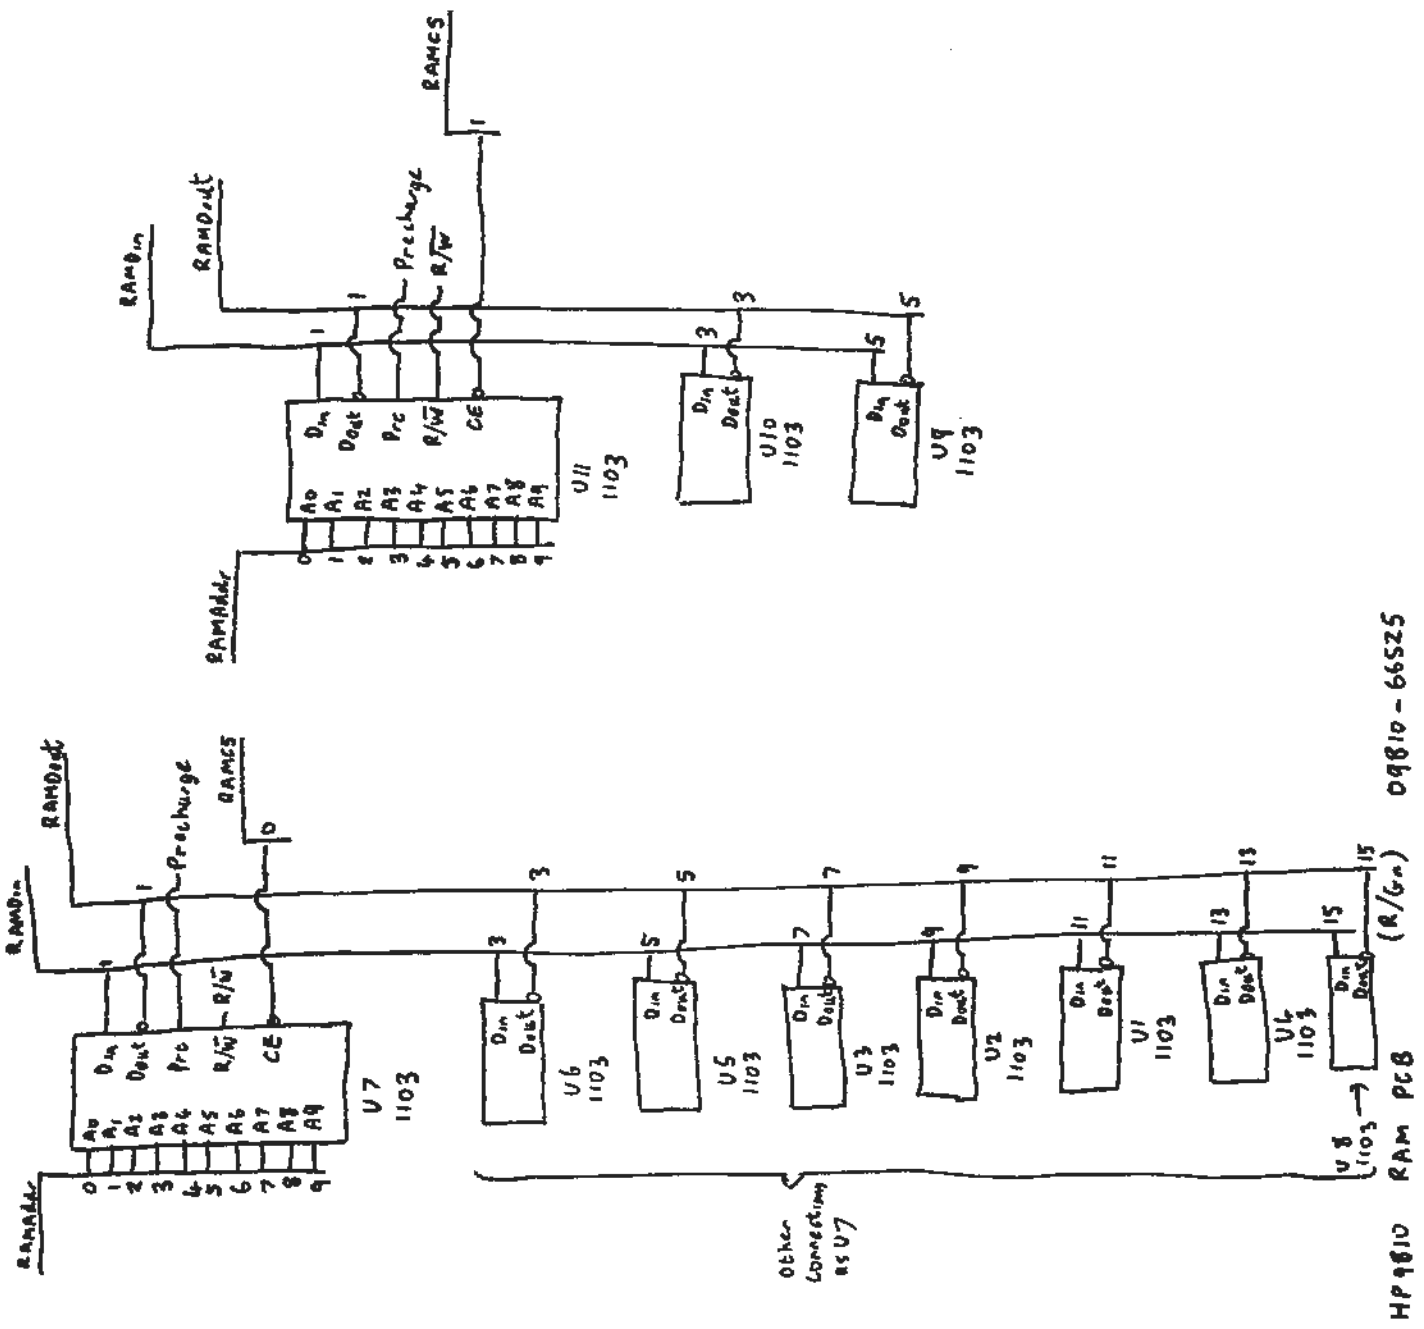 RAMAddr
0
1
2
3
4
5
6
7
8
9
A0
A1
A2
A3
A4
A5
A6
A7
A8
A9
Din
Dout
Prc
R/W̅
CE
U7
1103
RAMDin
RAMDout
1
1
Precharge
R/W̅
RAMCS
0
3
3
Din
Dout
U6
1103
5
5
Din
Dout
U5
1103
7
7
Din
Dout
U3
1103
9
9
Din
Dout
U2
1103
11
11
Din
Dout
U1
1103
13
13
Din
Dout
U4
1103
15
15
Din
Dout
U8
1103 →
Other
Connections
as U7
RAMAddr
0
1
2
3
4
5
6
7
8
9
A0
A1
A2
A3
A4
A5
A6
A7
A8
A9
Din
Dout
Prc
R/W̅
CE
U11
1103
RAMDin
RAMDout
1
1
Precharge
R/W̅
RAMCS
1
3
3
Din
Dout
U10
1103
5
5
Din
Dout
U9
1103
HP9810 RAM PCB (R/Gn) 09810-66525